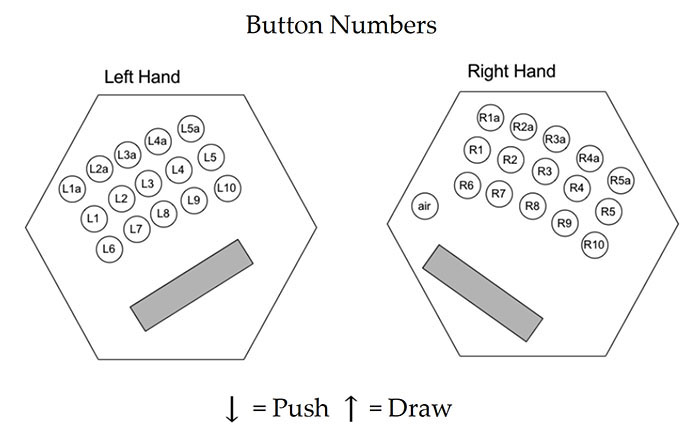 Button Numbers
Left Hand
L1a L2a L3a L4a L5a
L1 L2 L3 L4 L5
L6 L7 L8 L9 L10
Right Hand
R1a R2a R3a R4a R5a
R1 R2 R3 R4 R5
R6 R7 R8 R9 R10
air
↓ = Push ↑ = Draw